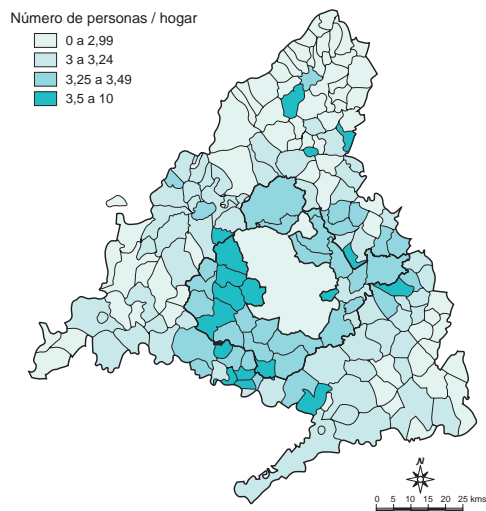 Número de personas / hogar
0 a 2,99
3 a 3,24
3,25 a 3,49
3,5 a 10
N
0 5 10 15 20 25 kms